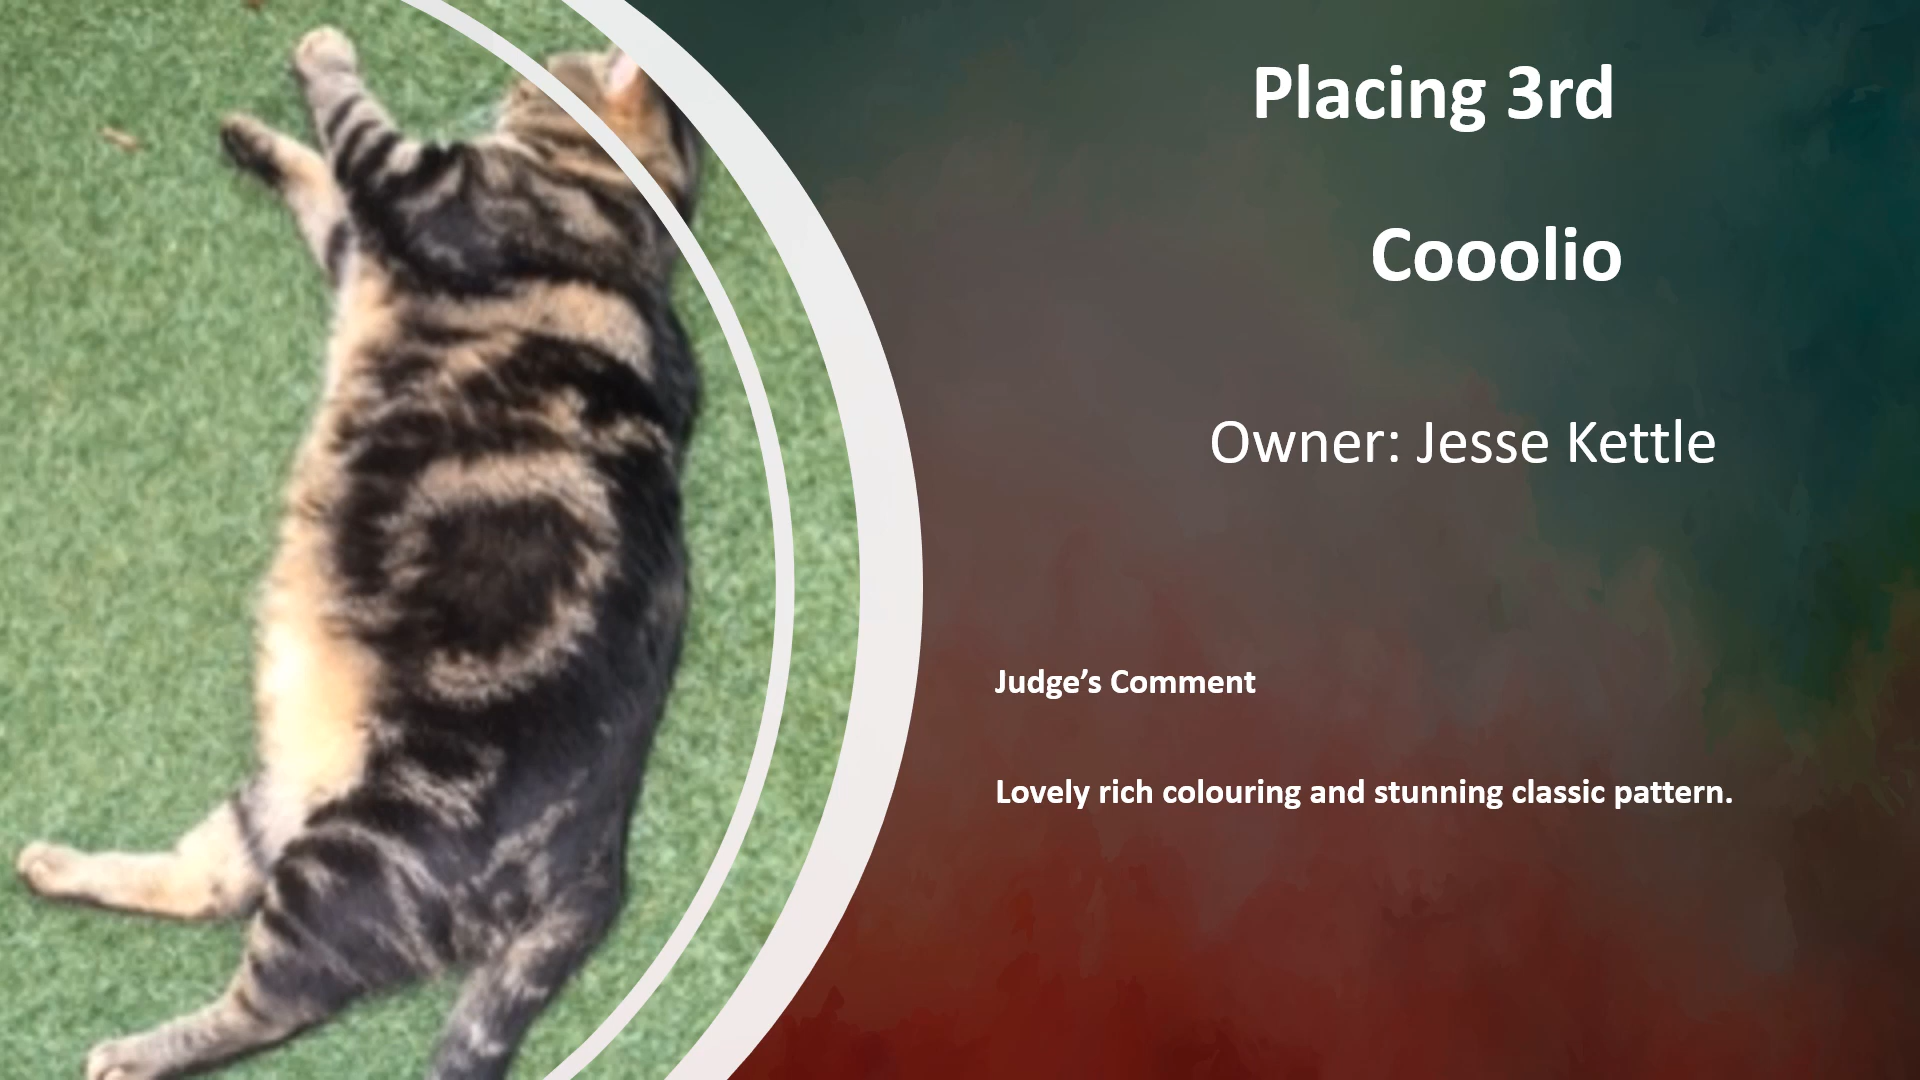 Placing 3rd
Cooolio
Owner: Jesse Kettle
Judge’s Comment
Lovely rich colouring and stunning classic pattern.